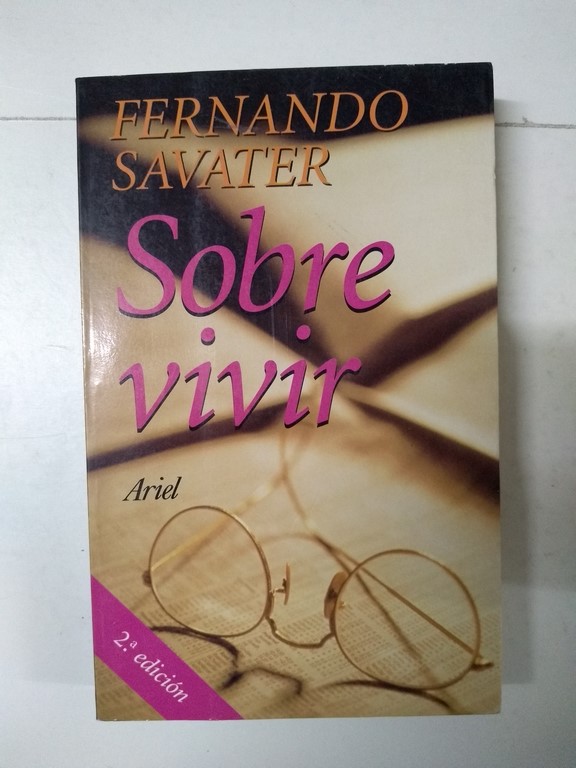 FERNANDO
SAVATER
Sobre
vivir
Ariel
2.ª edición